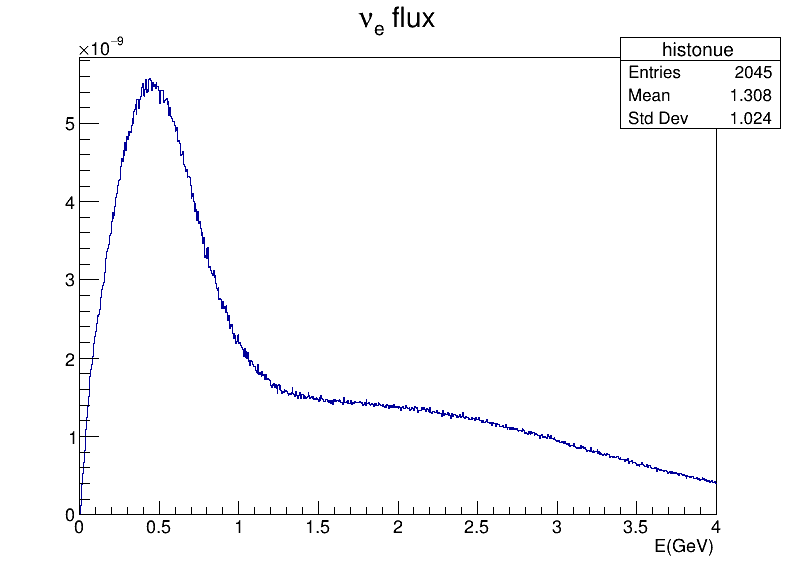 νe flux
×10⁻⁹
histonue
Entries 2045
Mean 1.308
Std Dev 1.024
5
4
3
2
1
0
0 0.5 1 1.5 2 2.5 3 3.5 4
E(GeV)